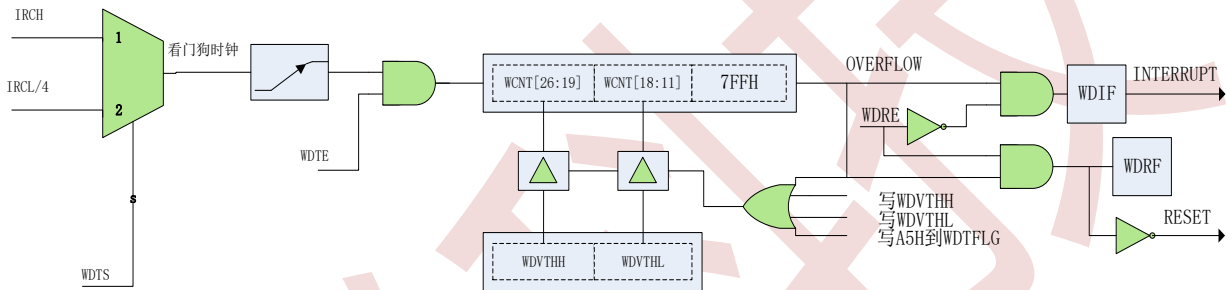 IRCH
1
看门狗时钟
IRCL/4
2
s
WDTS
WDTE
WCNT[26:19]
WCNT[18:11]
7FFH
OVERFLOW
WDRE
WDIF
INTERRUPT
WDRF
RESET
写WDVTHH
写WDVTHL
写A5H到WDTFLG
WDVTHH
WDVTHL